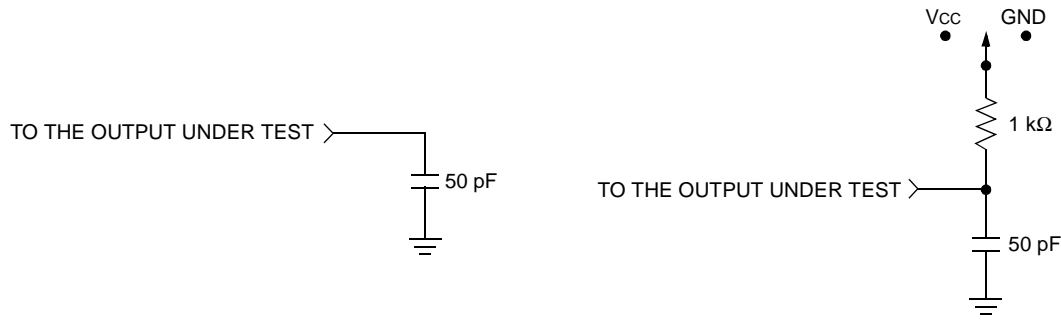 TO THE OUTPUT UNDER TEST
50 pF
VCC GND
1 kΩ
TO THE OUTPUT UNDER TEST
50 pF